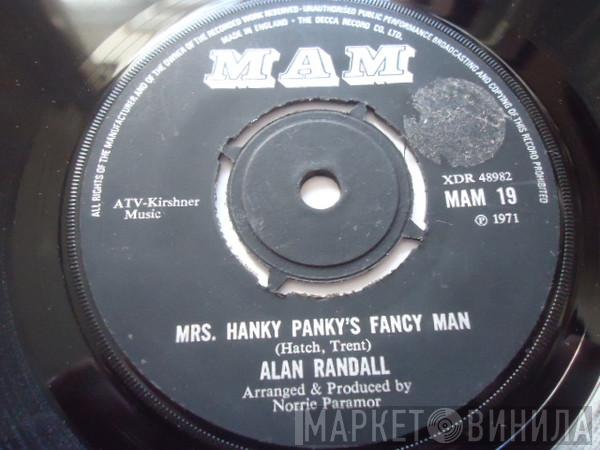 ALL RIGHTS OF THE MANUFACTURER AND OF THE OWNER OF THE RECORDED WORK RESERVED · UNAUTHORISED PUBLIC PERFORMANCE BROADCASTING AND COPYING OF THIS RECORD PROHIBITED
MADE IN ENGLAND · THE DECCA RECORD CO. LTD.
MAM
XDR 48982
MAM 19
℗ 1971
ATV-Kirshner
Music
MRS. HANKY PANKY'S FANCY MAN
(Hatch, Trent)
ALAN RANDALL
Arranged & Produced by
Norrie Paramor
МАРКЕТ ВИНИЛА